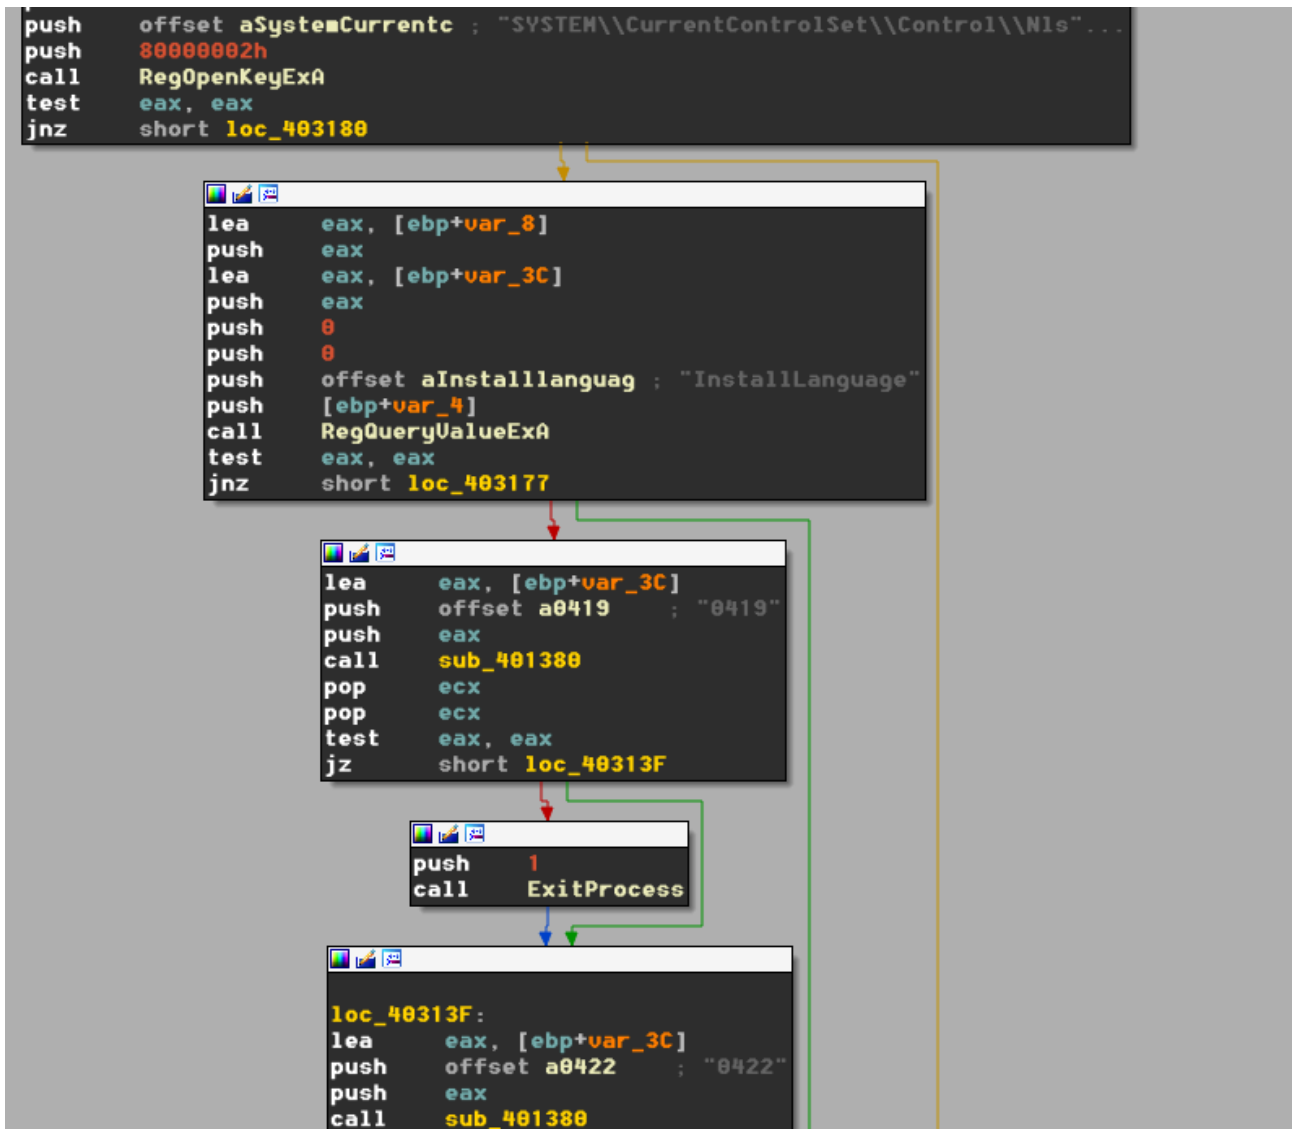 push offset aSystemCurrentc ; "SYSTEM\\CurrentControlSet\\Control\\Nls"...
push 80000002h
call RegOpenKeyExA
test eax, eax
jnz short loc_403180
lea eax, [ebp+var_8]
push eax
lea eax, [ebp+var_3C]
push eax
push 0
push 0
push offset aInstalllanguag ; "InstallLanguage"
push [ebp+var_4]
call RegQueryValueExA
test eax, eax
jnz short loc_403177
lea eax, [ebp+var_3C]
push offset a0419 ; "0419"
push eax
call sub_401380
pop ecx
pop ecx
test eax, eax
jz short loc_40313F
push 1
call ExitProcess
loc_40313F:
lea eax, [ebp+var_3C]
push offset a0422 ; "0422"
push eax
call sub_401380